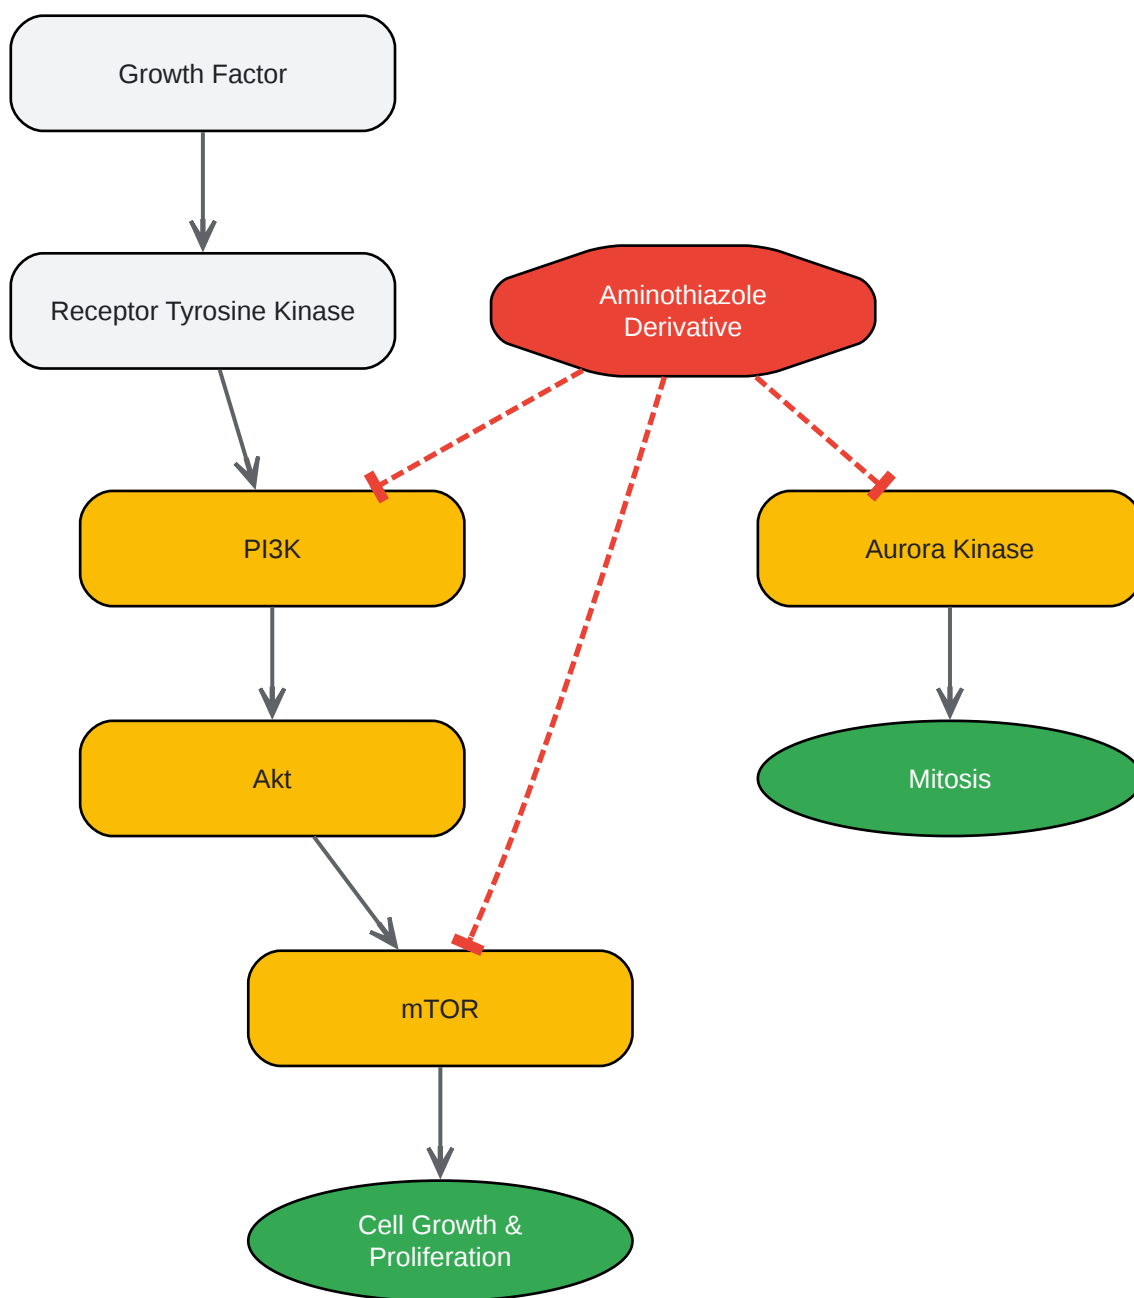 Growth Factor
Receptor Tyrosine Kinase
Aminothiazole
Derivative
PI3K
Aurora Kinase
Akt
Mitosis
mTOR
Cell Growth &
Proliferation